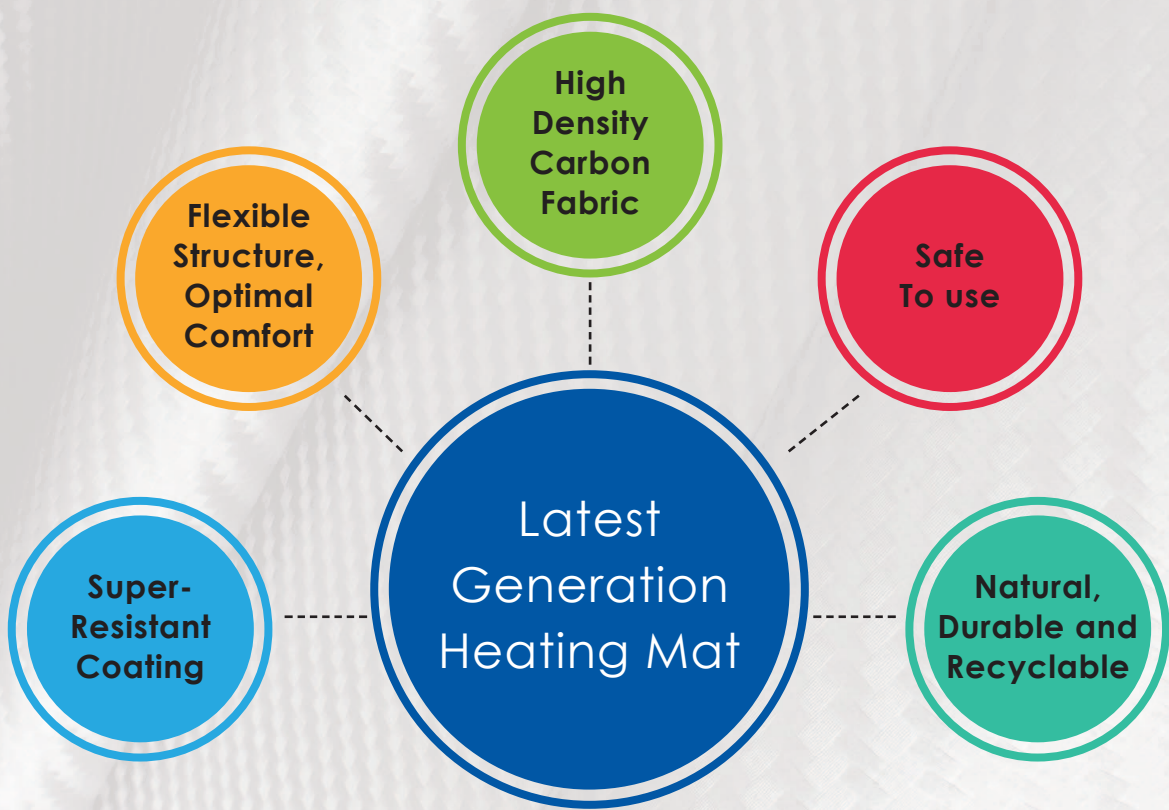 High
Density
Carbon
Fabric
Flexible
Structure,
Optimal
Comfort
Safe
To use
Super-
Resistant
Coating
Latest
Generation
Heating Mat
Natural,
Durable and
Recyclable